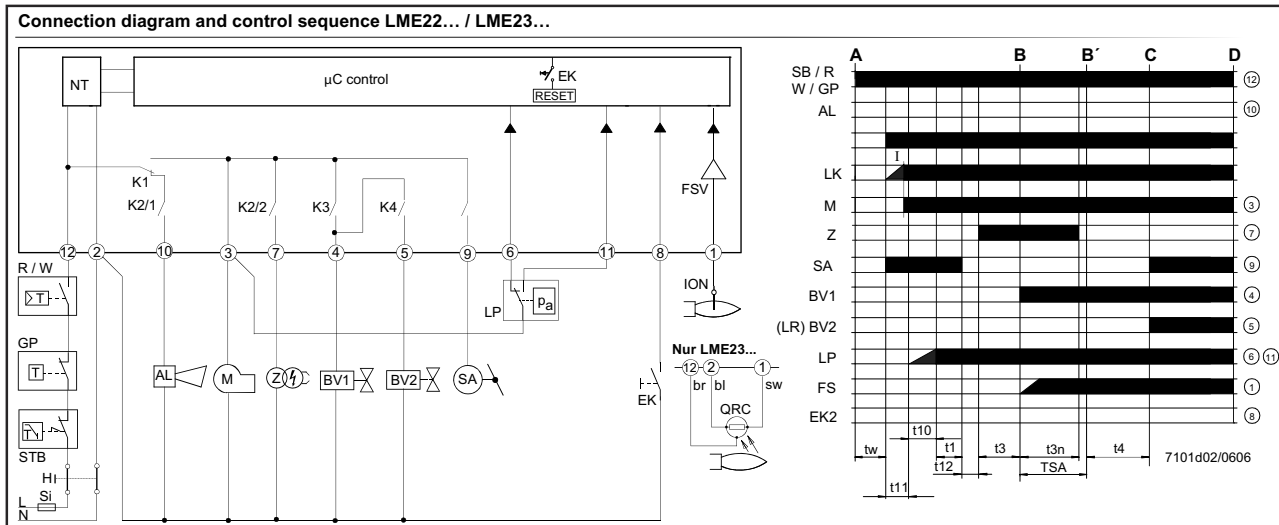 Connection diagram and control sequence LME22… / LME23…
NT
µC control
EK
RESET
FSV
K1
K2/1
K2/2
K3
K4
12
2
10
3
7
4
5
9
6
11
8
1
R / W
T
GP
T
STB
H
Si
L
N
AL
M
Z
BV1
BV2
SA
LP
pa
EK
ION
Nur LME23...
12
2
1
br
bl
sw
QRC
A
B
B´
C
D
SB / R
W / GP
12
AL
10
I
LK
M
3
Z
7
SA
9
BV1
4
(LR) BV2
5
LP
6
11
FS
1
EK2
8
t10
tw
t1
t3
t3n
t4
t12
TSA
t11
7101d02/0606